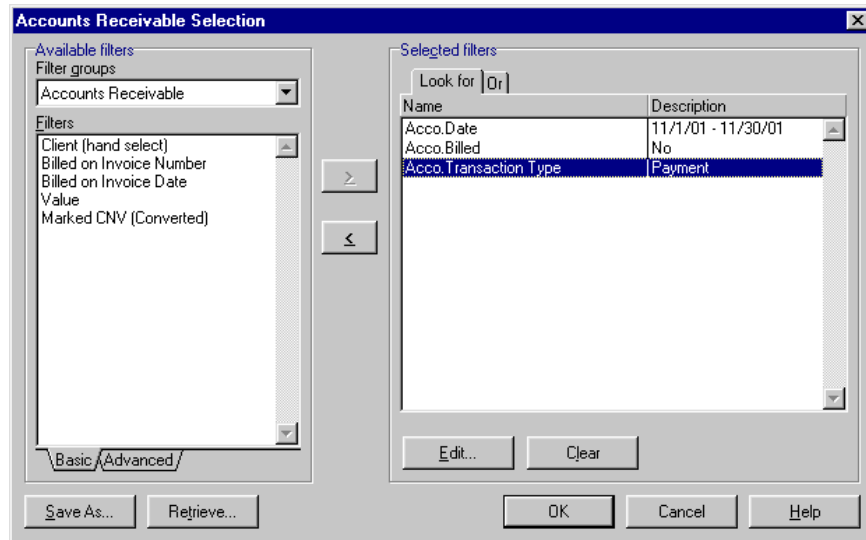 Accounts Receivable Selection
Available filters
Filter groups
Accounts Receivable
Filters
Client (hand select)
Billed on Invoice Number
Billed on Invoice Date
Value
Marked CNV (Converted)
Basic Advanced
>
<
Selected filters
Look for Or
Name Description
Acco.Date 11/1/01 - 11/30/01
Acco.Billed No
Acco.Transaction Type Payment
Edit... Clear
Save As... Retrieve... OK Cancel Help